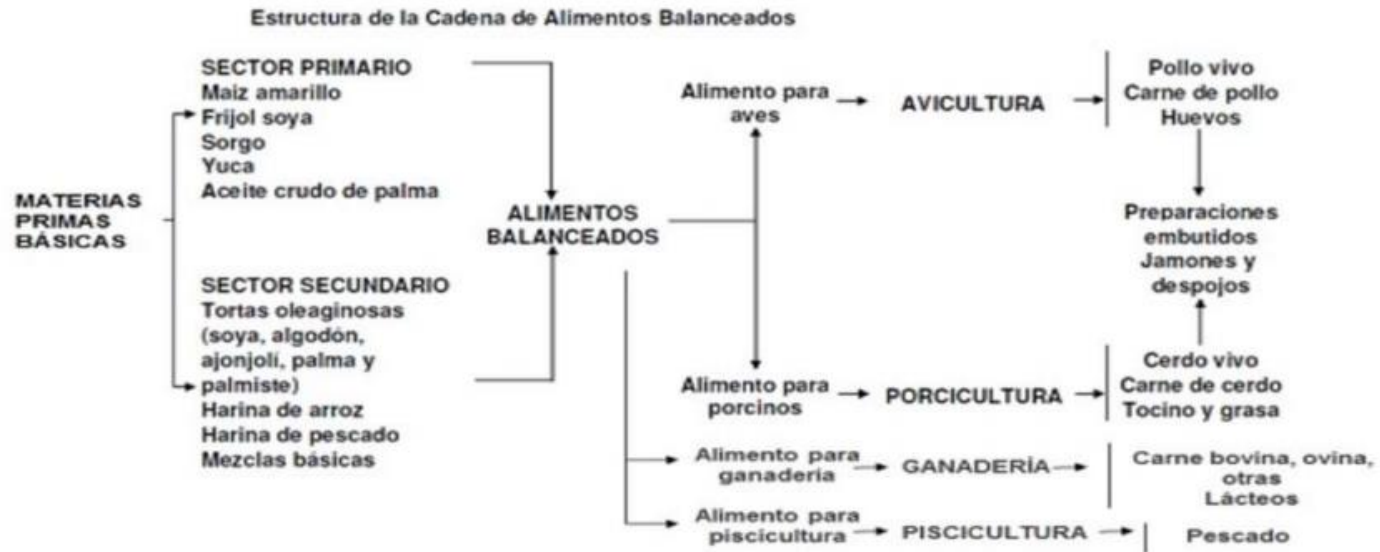 Estructura de la Cadena de Alimentos Balanceados
MATERIAS
PRIMAS
BÁSICAS
SECTOR PRIMARIO
Maiz amarillo
Frijol soya
Sorgo
Yuca
Aceite crudo de palma
SECTOR SECUNDARIO
Tortas oleaginosas
(soya, algodón,
ajonjolí, palma y
palmiste)
Harina de arroz
Harina de pescado
Mezclas básicas
ALIMENTOS
BALANCEADOS
Alimento para
aves
AVICULTURA
Pollo vivo
Carne de pollo
Huevos
Preparaciones
embutidos
Jamones y
despojos
Alimento para
porcinos
PORCICULTURA
Cerdo vivo
Carne de cerdo
Tocino y grasa
Alimento para
ganadería
GANADERÍA
Carne bovina, ovina,
otras
Lácteos
Alimento para
piscicultura
PISCICULTURA
Pescado